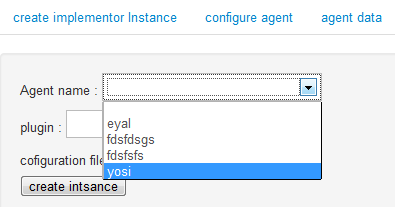 create implementor Instance configure agent agent data
Agent name :
eyal
plugin :
fdsfdsgs
fdsfsfs
cofiguration file
yosi
create intsance